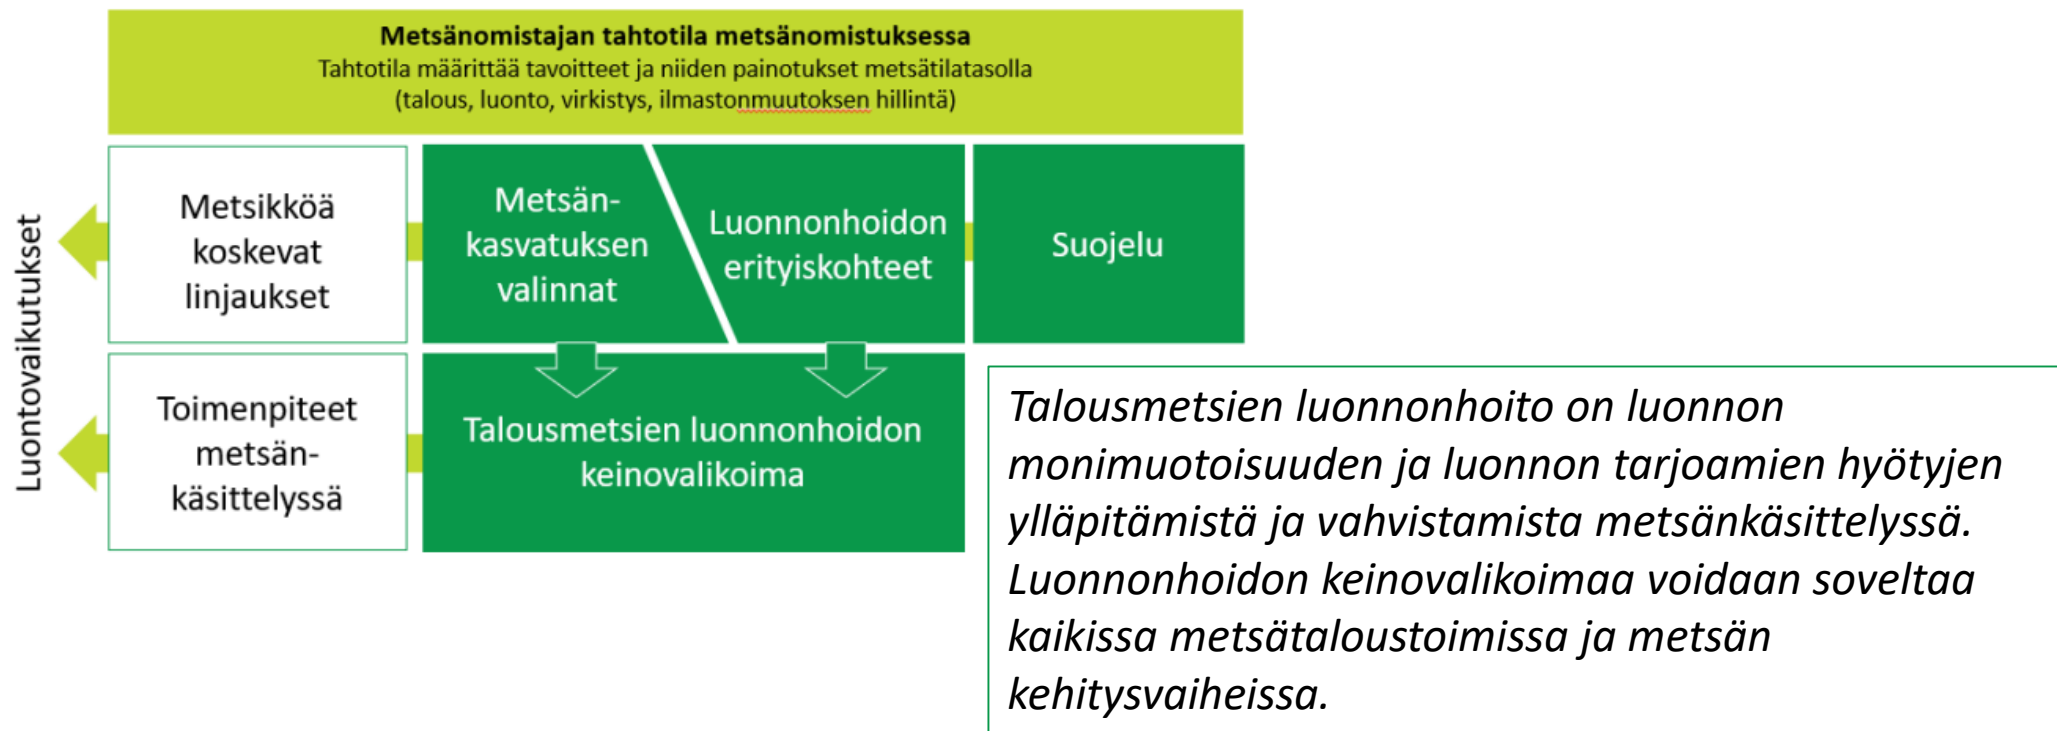 Metsänomistajan tahtotila metsänomistuksessa
Tahtotila määrittää tavoitteet ja niiden painotukset metsätilatasolla
(talous, luonto, virkistys, ilmastonmuutoksen hillintä)
Luontovaikutukset
Metsikköä
koskevat
linjaukset
Metsän-
kasvatuksen
valinnat
Luonnonhoidon
erityiskohteet
Suojelu
Toimenpiteet
metsän-
käsittelyssä
Talousmetsien luonnonhoidon
keinovalikoima
Talousmetsien luonnonhoito on luonnon
monimuotoisuuden ja luonnon tarjoamien hyötyjen
ylläpitämistä ja vahvistamista metsänkäsittelyssä.
Luonnonhoidon keinovalikoimaa voidaan soveltaa
kaikissa metsätaloustoimissa ja metsän
kehitysvaiheissa.